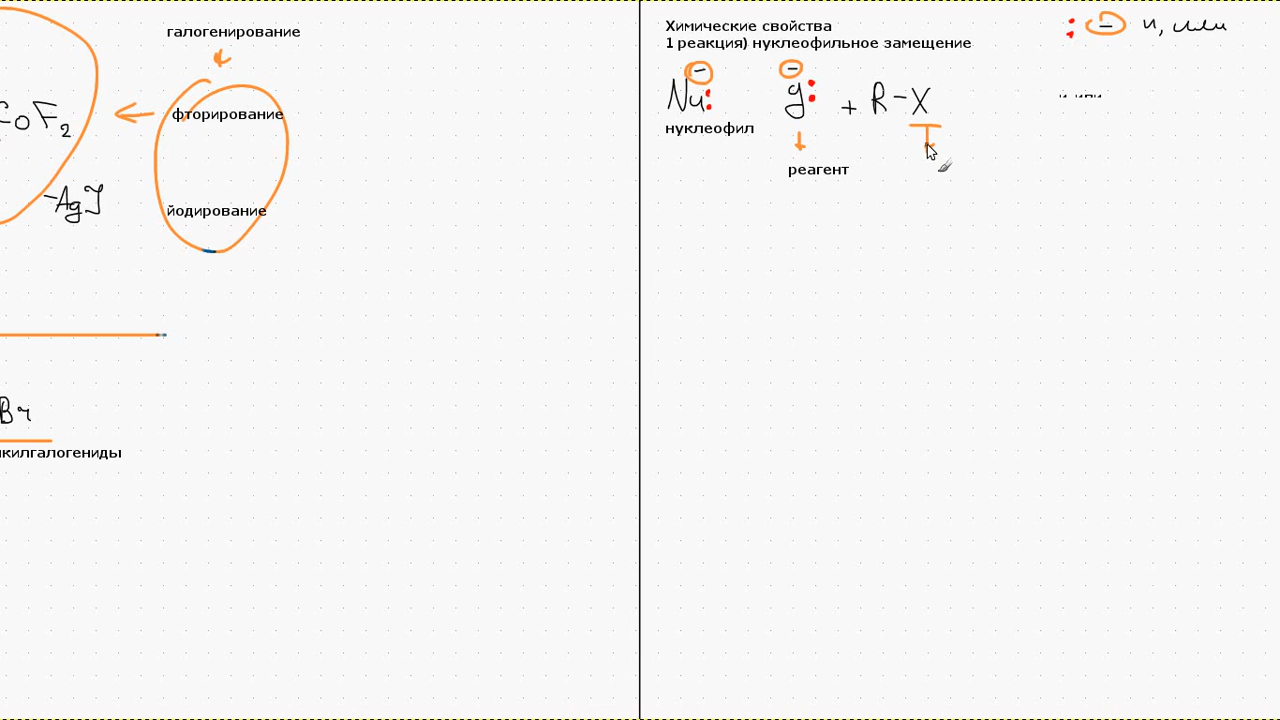 галогенирование
CoF2
фторирование
-AgJ
йодирование
Br
килгалогениды
Химические свойства
1 реакция) нуклеофильное замещение
: – и, или
Nu: – y: – + R-X
нуклеофил
реагент